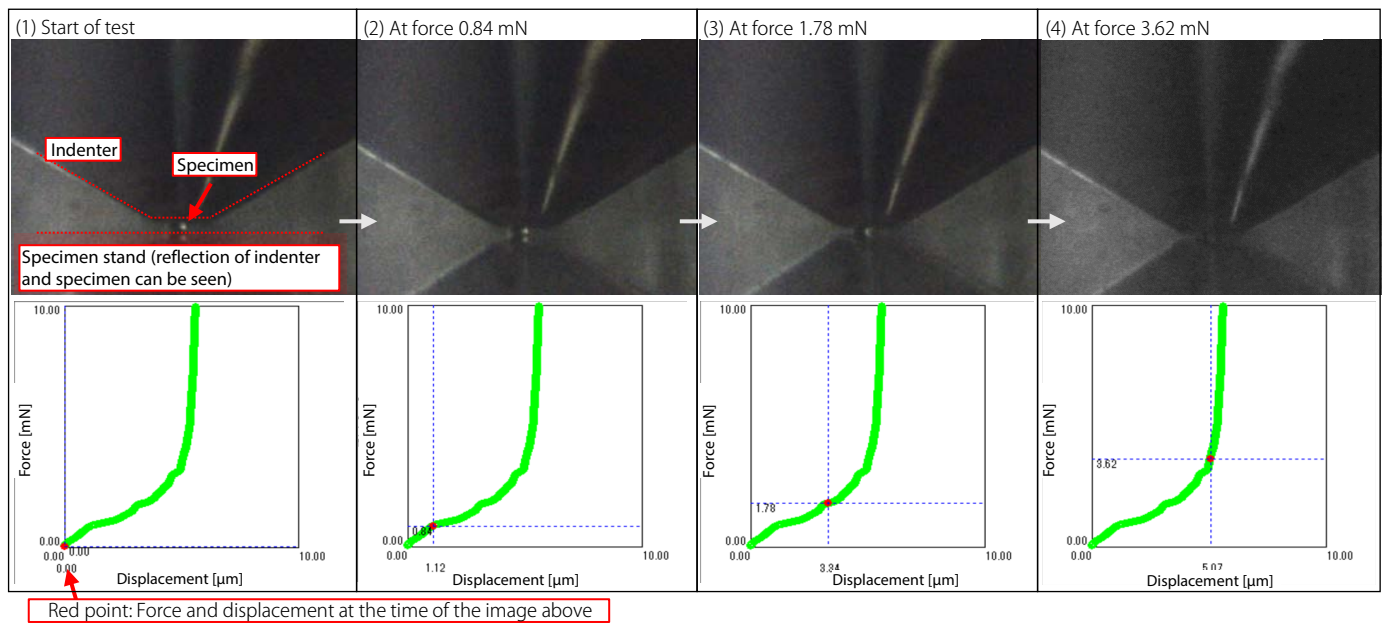 (1) Start of test
(2) At force 0.84 mN
(3) At force 1.78 mN
(4) At force 3.62 mN
Indenter
Specimen
Specimen stand (reflection of indenter
and specimen can be seen)
10.00
Force [mN]
0.00
0.00
0.00
0.00
10.00
Displacement [µm]
10.00
Force [mN]
0.84
0.00
0.00
10.00
1.12
Displacement [µm]
10.00
Force [mN]
1.78
0.00
0.00
10.00
3.34
Displacement [µm]
10.00
Force [mN]
3.62
0.00
0.00
10.00
5.07
Displacement [µm]
Red point: Force and displacement at the time of the image above